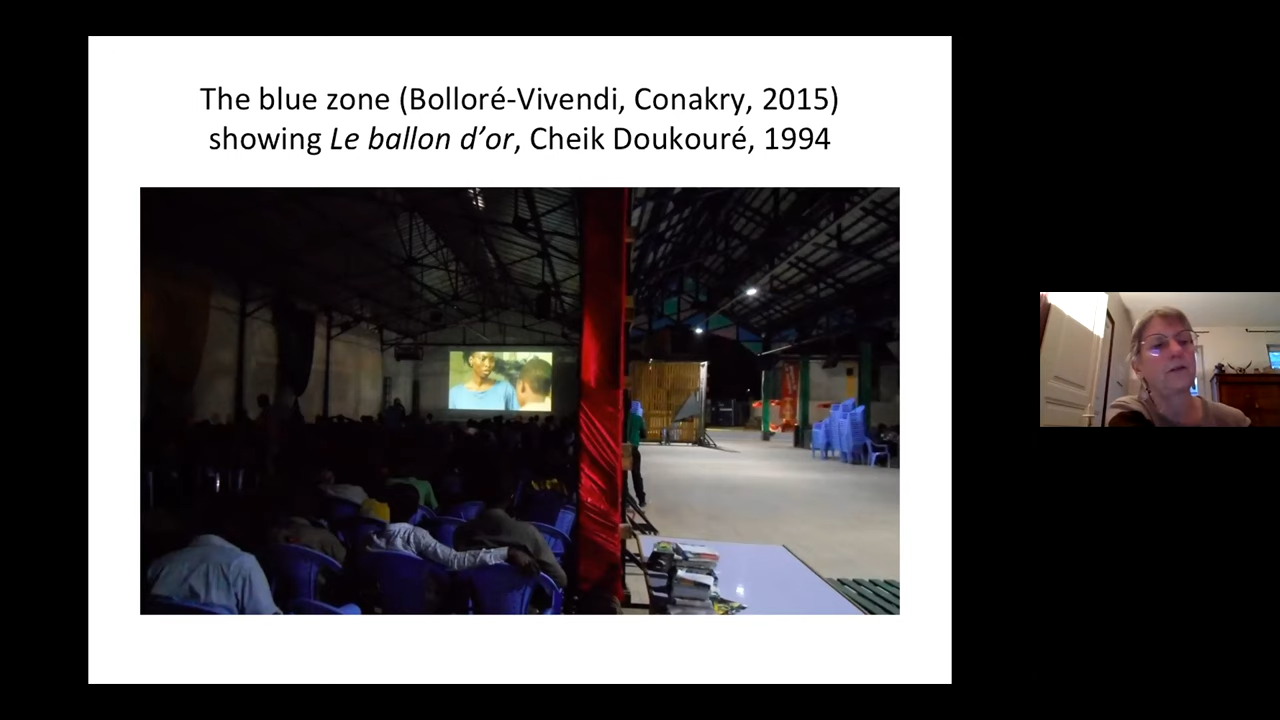 The blue zone (Bolloré-Vivendi, Conakry, 2015)
showing Le ballon d’or, Cheik Doukouré, 1994